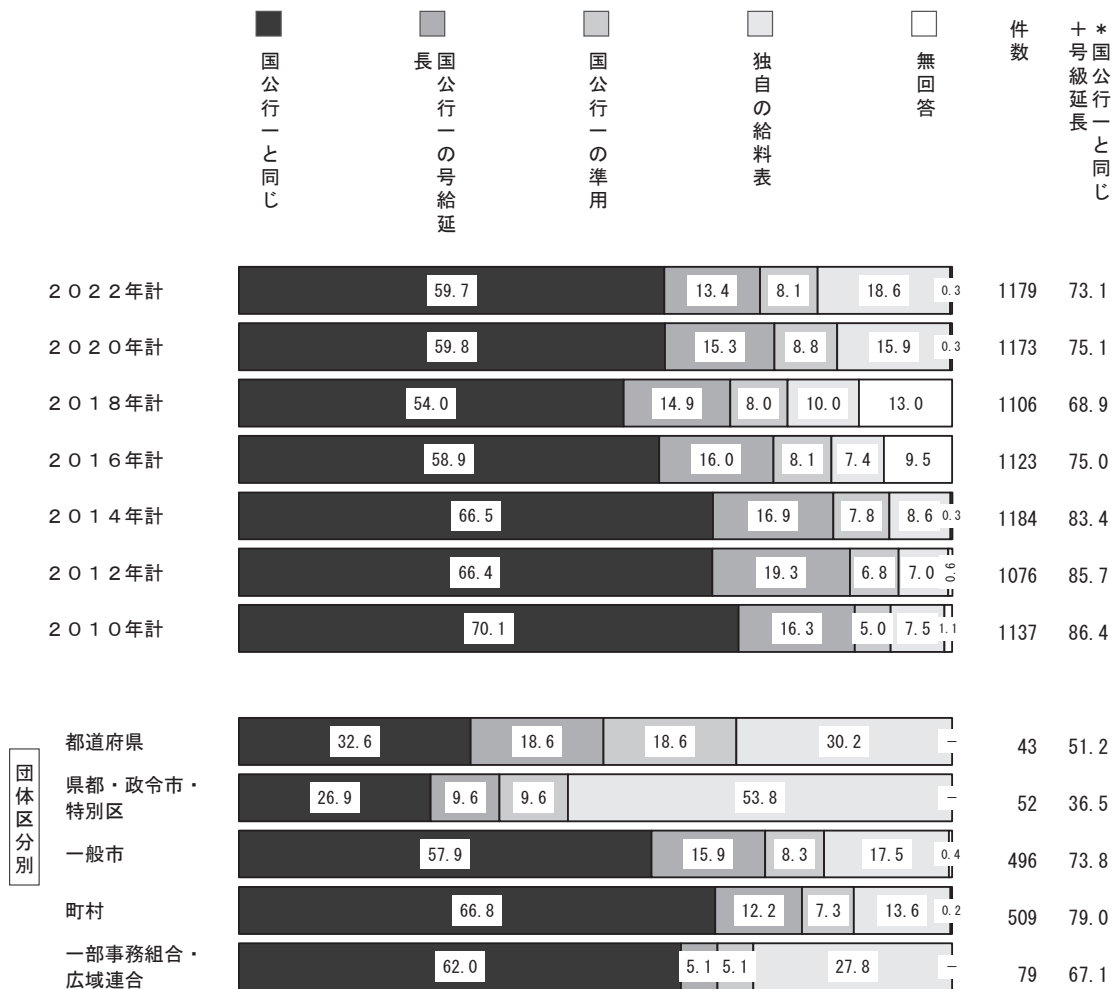 国公行一と同じ
国公行一の号給延
長
国公行一の準用
独自の給料表
無回答
件数
*国公行一と同じ
+号級延長
2022年計 59.7 13.4 8.1 18.6 0.3 1179 73.1
2020年計 59.8 15.3 8.8 15.9 0.3 1173 75.1
2018年計 54.0 14.9 8.0 10.0 13.0 1106 68.9
2016年計 58.9 16.0 8.1 7.4 9.5 1123 75.0
2014年計 66.5 16.9 7.8 8.6 0.3 1184 83.4
2012年計 66.4 19.3 6.8 7.0 0.6 1076 85.7
2010年計 70.1 16.3 5.0 7.5 1.1 1137 86.4
団体区分別
都道府県 32.6 18.6 18.6 30.2 - 43 51.2
県都・政令市・
特別区 26.9 9.6 9.6 53.8 - 52 36.5
一般市 57.9 15.9 8.3 17.5 0.4 496 73.8
町村 66.8 12.2 7.3 13.6 0.2 509 79.0
一部事務組合・
広域連合 62.0 5.1 5.1 27.8 - 79 67.1